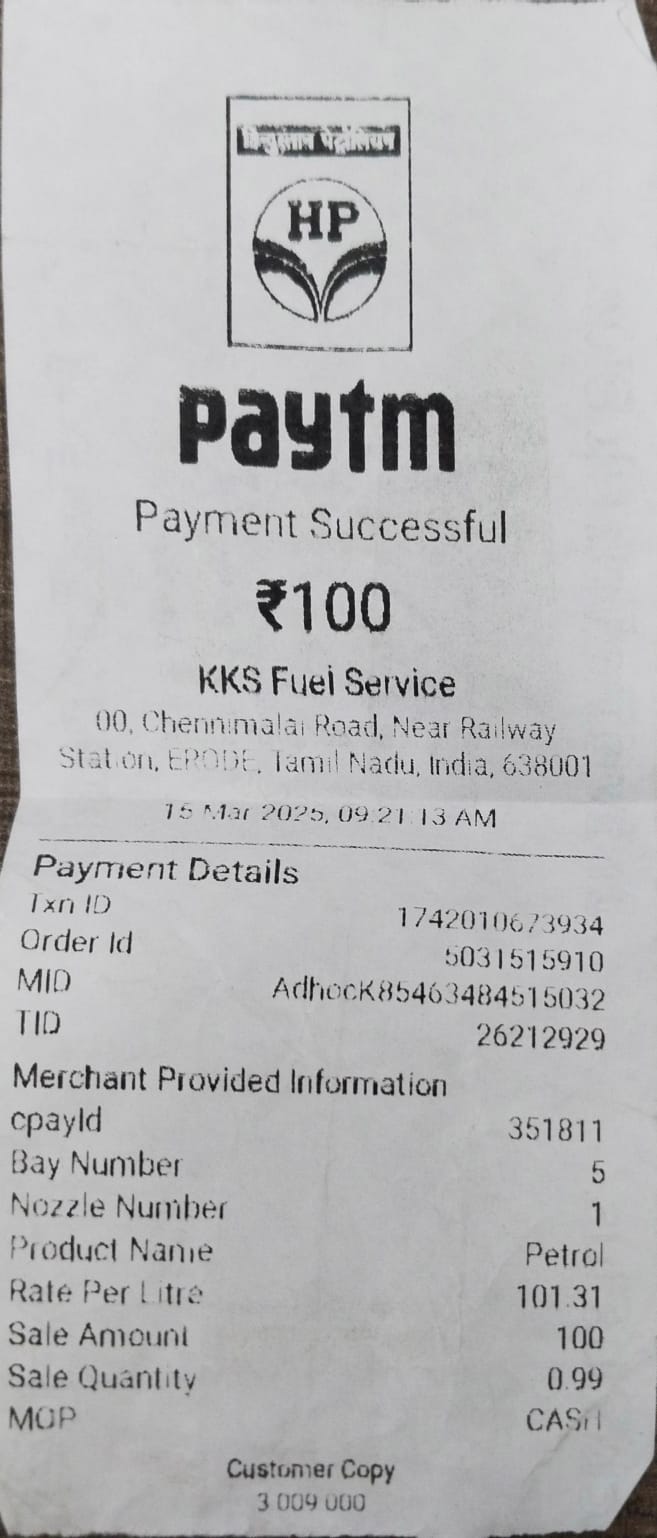 हिन्दुस्तान पेट्रोलियम
HP
paytm
Payment Successful
₹100
KKS Fuel Service
00, Chennimalai Road, Near Railway
Station, ERODE, Tamil Nadu, India, 638001
15 Mar 2025, 09:21:13 AM
Payment Details
Txn ID 1742010673934
Order Id 5031515910
MID AdhocK85463484515032
TID 26212929
Merchant Provided Information
cpayId 351811
Bay Number 5
Nozzle Number 1
Product Name Petrol
Rate Per Litre 101.31
Sale Amount 100
Sale Quantity 0.99
MOP CASH
Customer Copy
3 009 000